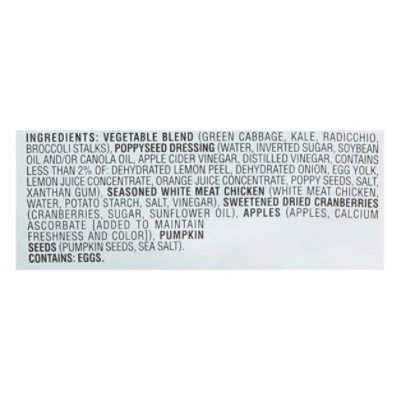 INGREDIENTS: VEGETABLE BLEND (GREEN CABBAGE, KALE, RADICCHIO,
BROCCOLI STALKS), POPPYSEED DRESSING (WATER, INVERTED SUGAR, SOYBEAN
OIL AND/OR CANOLA OIL, APPLE CIDER VINEGAR, DISTILLED VINEGAR, CONTAINS
LESS THAN 2% OF: DEHYDRATED LEMON PEEL, DEHYDRATED ONION, EGG YOLK,
LEMON JUICE CONCENTRATE, ORANGE JUICE CONCENTRATE, POPPY SEEDS, SALT,
XANTHAN GUM), SEASONED WHITE MEAT CHICKEN (WHITE MEAT CHICKEN,
WATER, POTATO STARCH, SALT, VINEGAR), SWEETENED DRIED CRANBERRIES
(CRANBERRIES, SUGAR, SUNFLOWER OIL), APPLES (APPLES, CALCIUM
ASCORBATE [ADDED TO MAINTAIN
FRESHNESS AND COLOR]), PUMPKIN
SEEDS (PUMPKIN SEEDS, SEA SALT).
CONTAINS: EGGS.